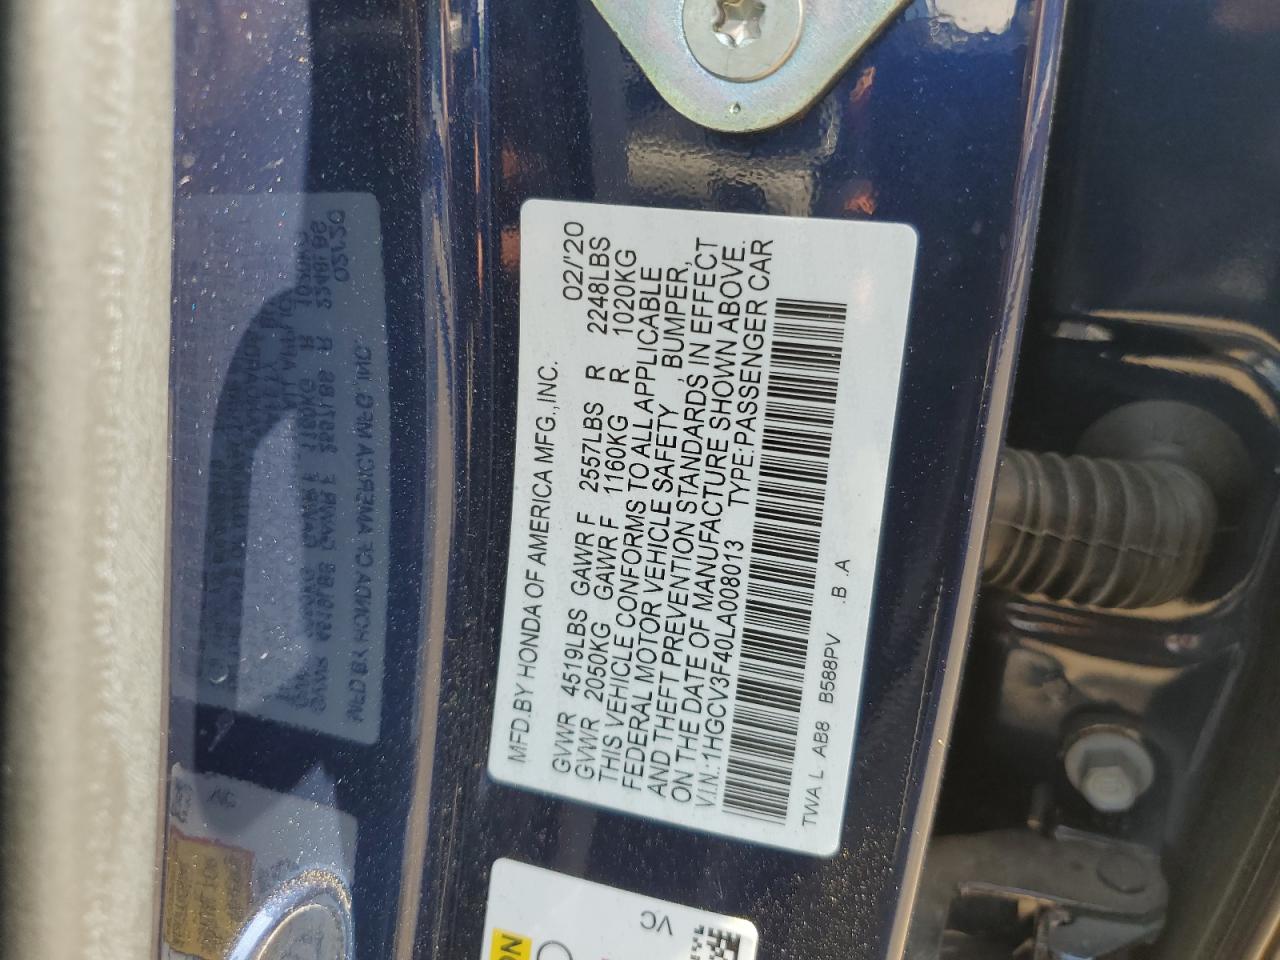 MFD.BY HONDA OF AMERICA MFG.,INC. 02/'20
GVWR 4519LBS GAWR F 2557LBS R 2248LBS
GVWR 2050KG GAWR F 1160KG R 1020KG
THIS VEHICLE CONFORMS TO ALL APPLICABLE
FEDERAL MOTOR VEHICLE SAFETY, BUMPER,
AND THEFT PREVENTION STANDARDS IN EFFECT
ON THE DATE OF MANUFACTURE SHOWN ABOVE.
V.I.N.:1HGCV3F40LA008013 TYPE:PASSENGER CAR
TWA L AB8 B588PV .B .A
VC